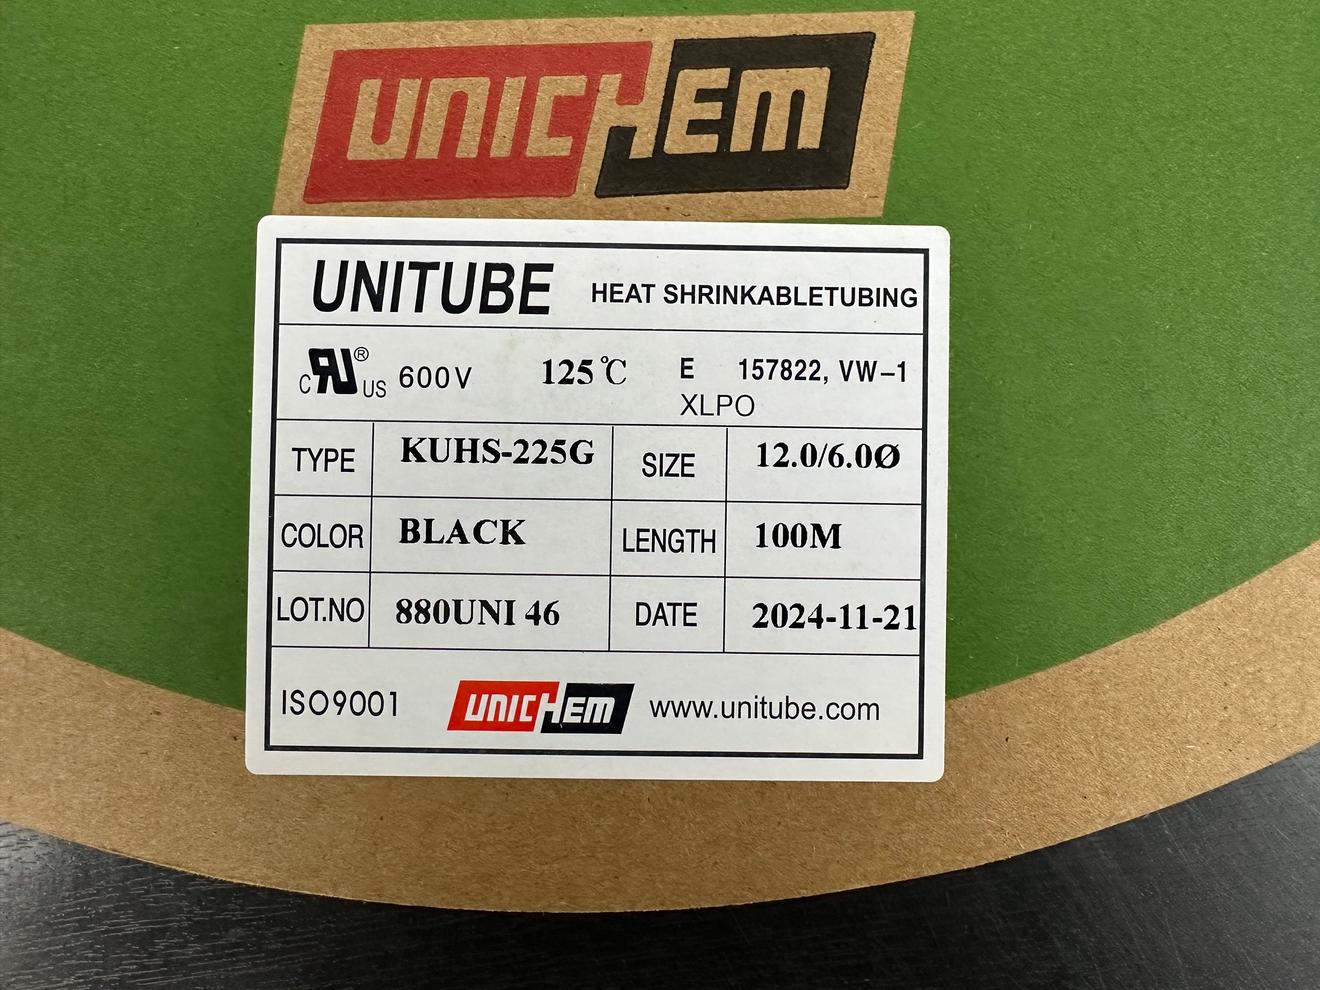 UNICHEM
UNITUBE HEAT SHRINKABLETUBING
c RU ® US 600V 125℃ E 157822, VW-1
XLPO
TYPE KUHS-225G SIZE 12.0/6.0Ø
COLOR BLACK LENGTH 100M
LOT.NO 880UNI 46 DATE 2024-11-21
ISO9001 UNICHEM www.unitube.com